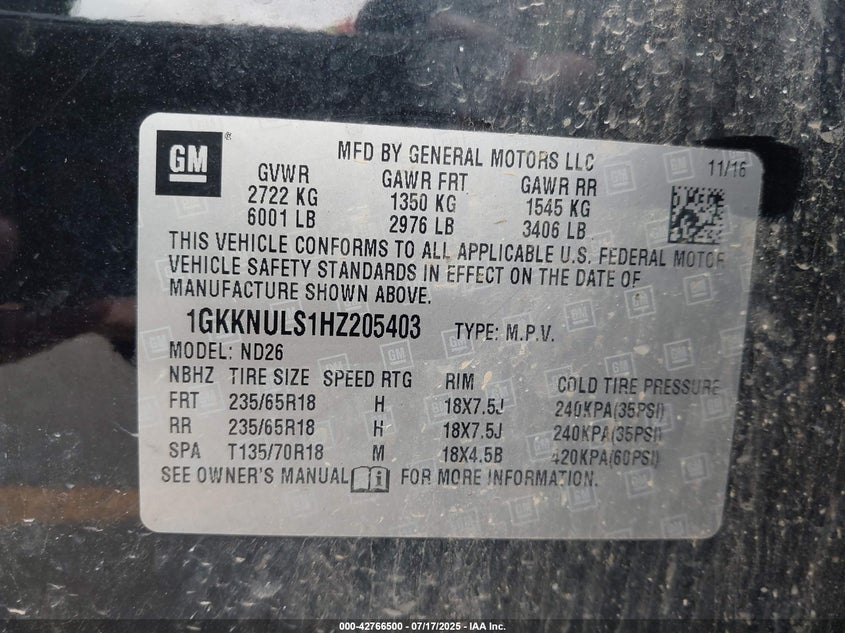 GM
®
MFD BY GENERAL MOTORS LLC
11/16
GVWR GAWR FRT GAWR RR
2722 KG 1350 KG 1545 KG
6001 LB 2976 LB 3406 LB
THIS VEHICLE CONFORMS TO ALL APPLICABLE U.S. FEDERAL MOTOR
VEHICLE SAFETY STANDARDS IN EFFECT ON THE DATE OF
MANUFACTURE SHOWN ABOVE.
1GKKNULS1HZ205403 TYPE: M.P.V.
MODEL: ND26
NBHZ TIRE SIZE SPEED RTG RIM COLD TIRE PRESSURE
FRT 235/65R18 H 18X7.5J 240KPA(35PSI)
RR 235/65R18 H 18X7.5J 240KPA(35PSI)
SPA T135/70R18 M 18X4.5B 420KPA(60PSI)
SEE OWNER'S MANUAL i FOR MORE INFORMATION.
000-42766500 - 07/17/2025 - IAA Inc.